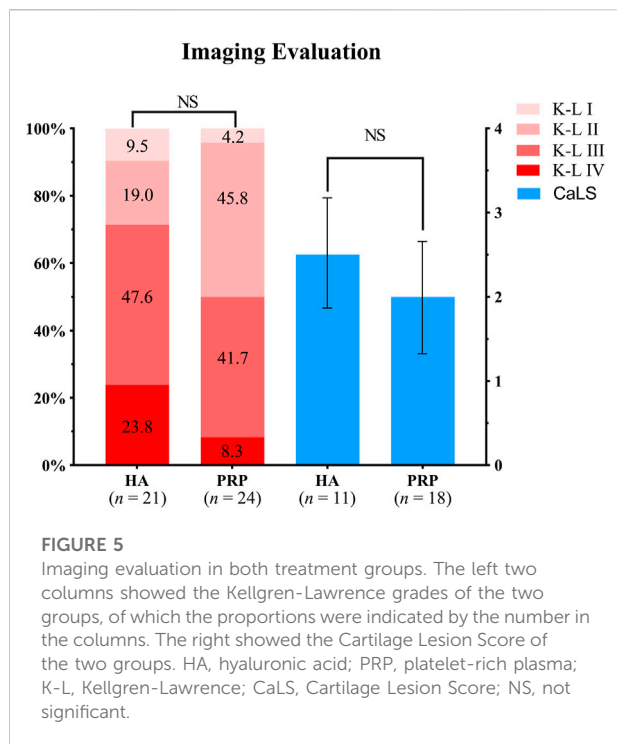 Imaging Evaluation
NS
NS
K-L I
K-L II
K-L III
K-L IV
CaLS
100%
80%
60%
40%
20%
0%
9.5
19.0
47.6
23.8
4.2
45.8
41.7
8.3
4
3
2
1
0
HA
(n = 21)
PRP
(n = 24)
HA
(n = 11)
PRP
(n = 18)
FIGURE 5
Imaging evaluation in both treatment groups. The left two
columns showed the Kellgren-Lawrence grades of the two
groups, of which the proportions were indicated by the number in
the columns. The right showed the Cartilage Lesion Score of
the two groups. HA, hyaluronic acid; PRP, platelet-rich plasma;
K-L, Kellgren-Lawrence; CaLS, Cartilage Lesion Score; NS, not
significant.